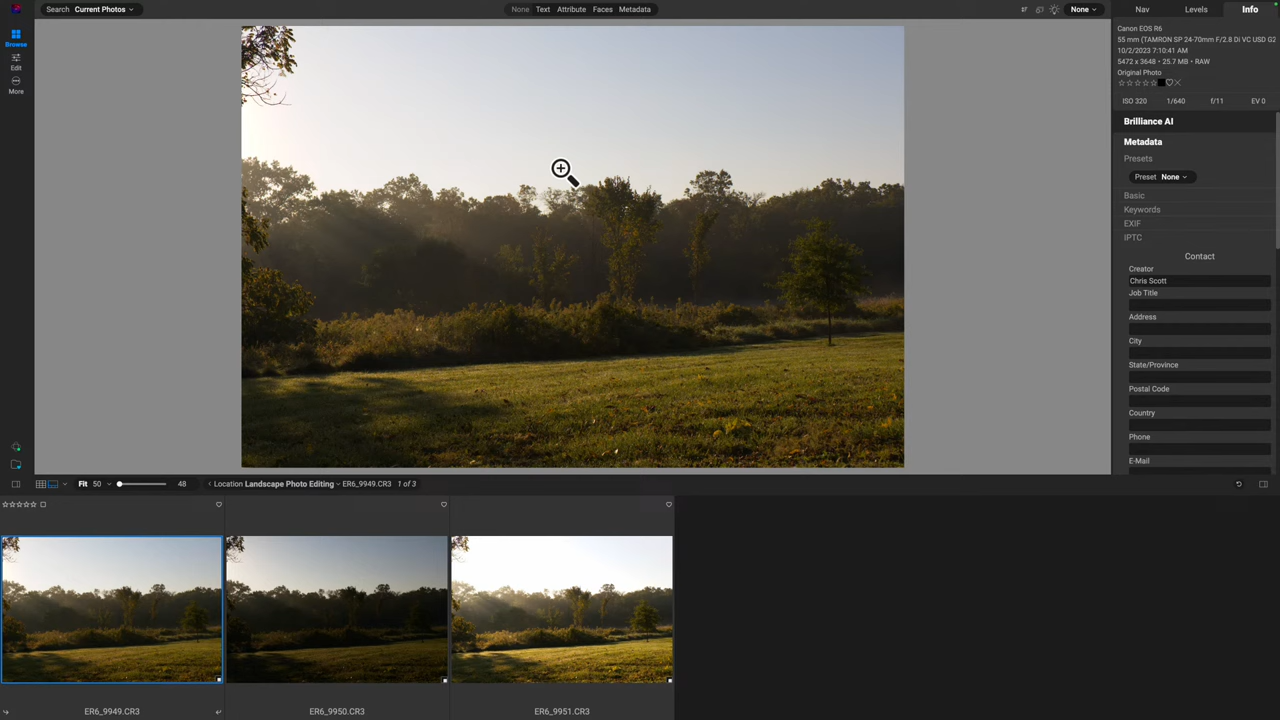 Search Current Photos
None Text Attribute Faces Metadata
None
Nav Levels Info
Browse
Edit
More
Canon EOS R6
55 mm (TAMRON SP 24-70mm F/2.8 Di VC USD G2
10/2/2023 7:10:41 AM
5472 x 3648 • 25.7 MB • RAW
Original Photo
ISO 320 1/640 f/11 EV 0
Brilliance AI
Metadata
Presets
Preset None
Basic
Keywords
EXIF
IPTC
Contact
Creator
Chris Scott
Job Title
Address
City
State/Province
Postal Code
Country
Phone
E-Mail
Fit 50 48 Location Landscape Photo Editing ER6_9949.CR3 1 of 3
ER6_9949.CR3 ER6_9950.CR3 ER6_9951.CR3